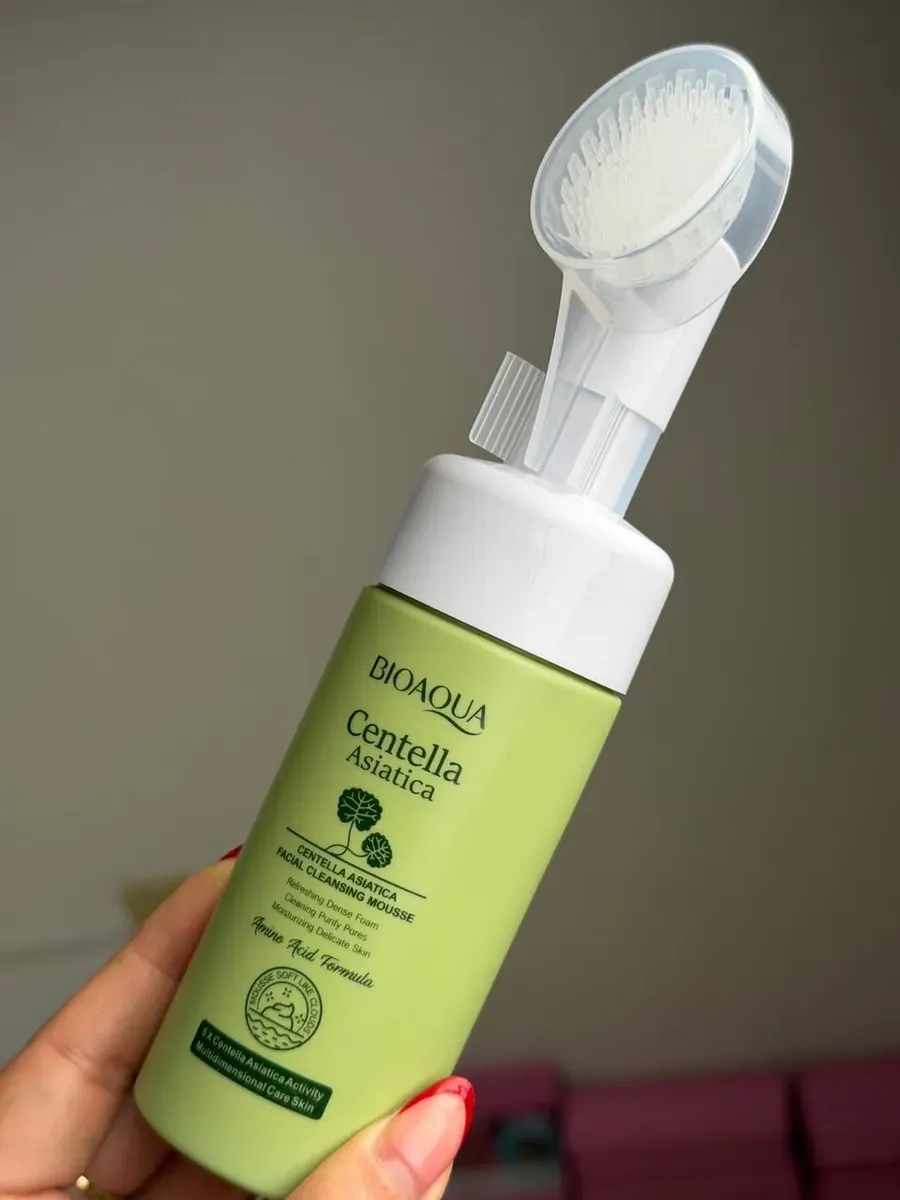 BIOAQUA
Centella
Asiatica
CENTELLA ASIATICA
FACIAL CLEANSING MOUSSE
Refreshing Dense Foam
Cleaning Purify Pores
Moisturizing Delicate Skin
Amino Acid Formula
MOUSSE SOFT LIKE CLOUDS
5 X Centella Asiatica Activity
Multidimensional Care Skin